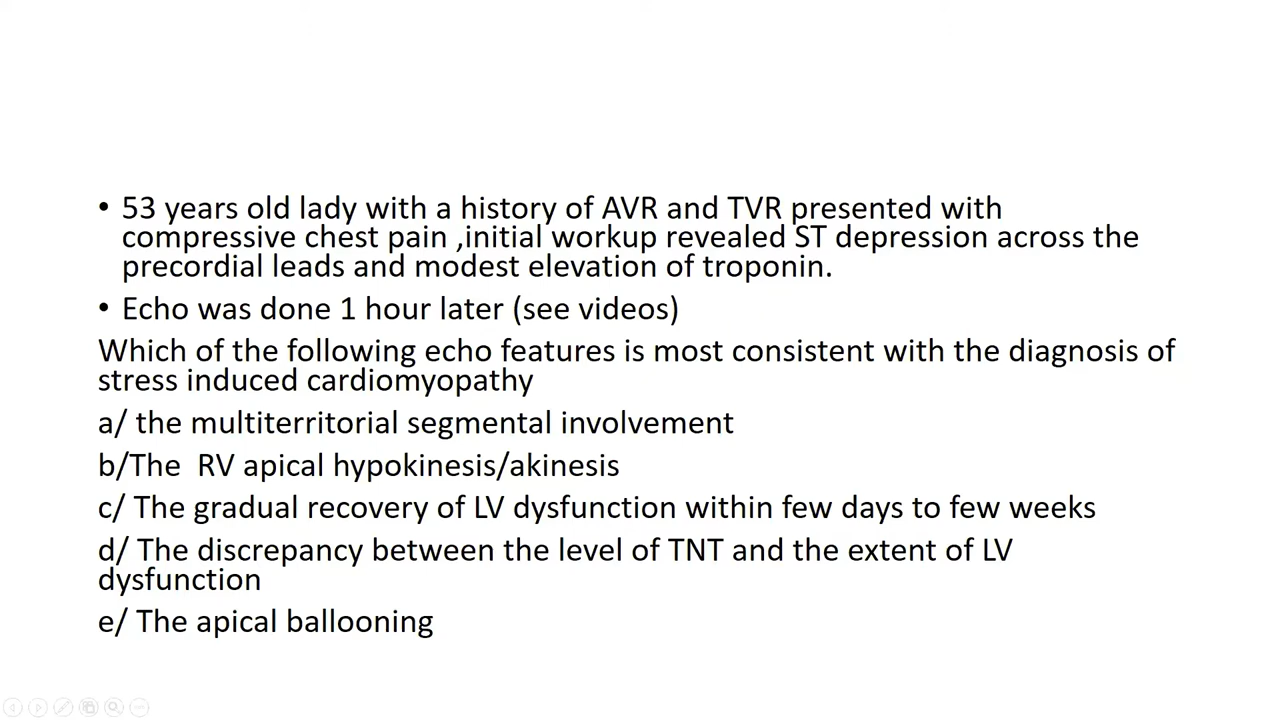 • 53 years old lady with a history of AVR and TVR presented with
compressive chest pain ,initial workup revealed ST depression across the
precordial leads and modest elevation of troponin.
• Echo was done 1 hour later (see videos)
Which of the following echo features is most consistent with the diagnosis of
stress induced cardiomyopathy
a/ the multiterritorial segmental involvement
b/The  RV apical hypokinesis/akinesis
c/ The gradual recovery of LV dysfunction within few days to few weeks
d/ The discrepancy between the level of TNT and the extent of LV
dysfunction
e/ The apical ballooning